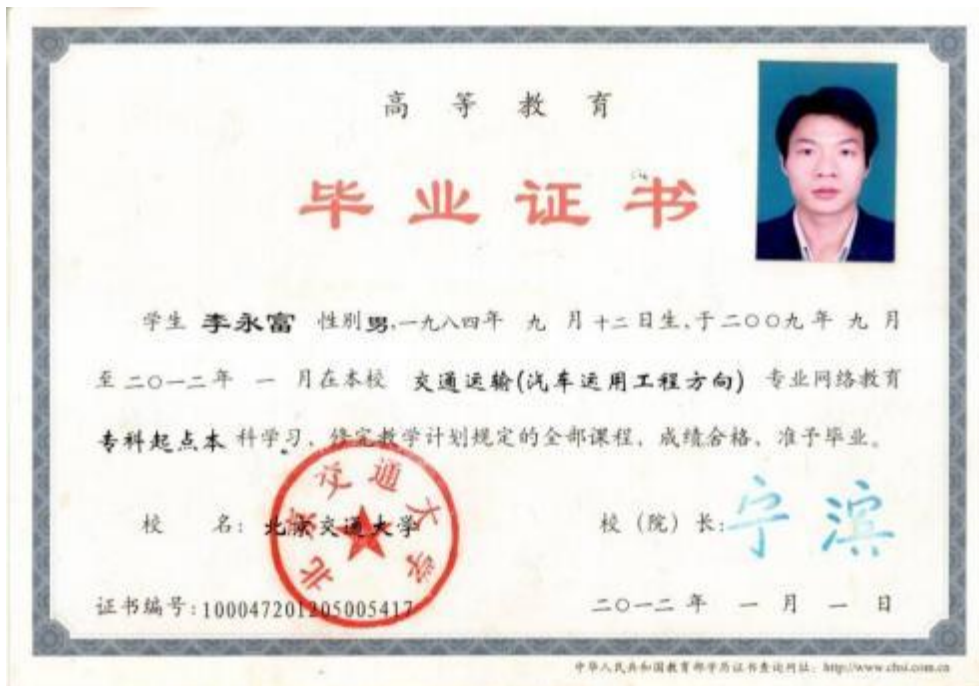 高等教育
毕业证书
学生 李永富 性别男,一九八四年 九 月十二日生,于二〇〇九年 九 月
至二〇一二年 一 月在本校 交通运输(汽车运用工程方向) 专业网络教育
专科起点本 科学习, 修完教学计划规定的全部课程, 成绩合格, 准予毕业。
校 名: 北京交通大学
北京交通大学
校(院)长: 宁滨
证书编号:100047201205005417
二〇一二年 一 月 一 日
中华人民共和国教育部学历证书查询网址: http://www.chsi.com.cn